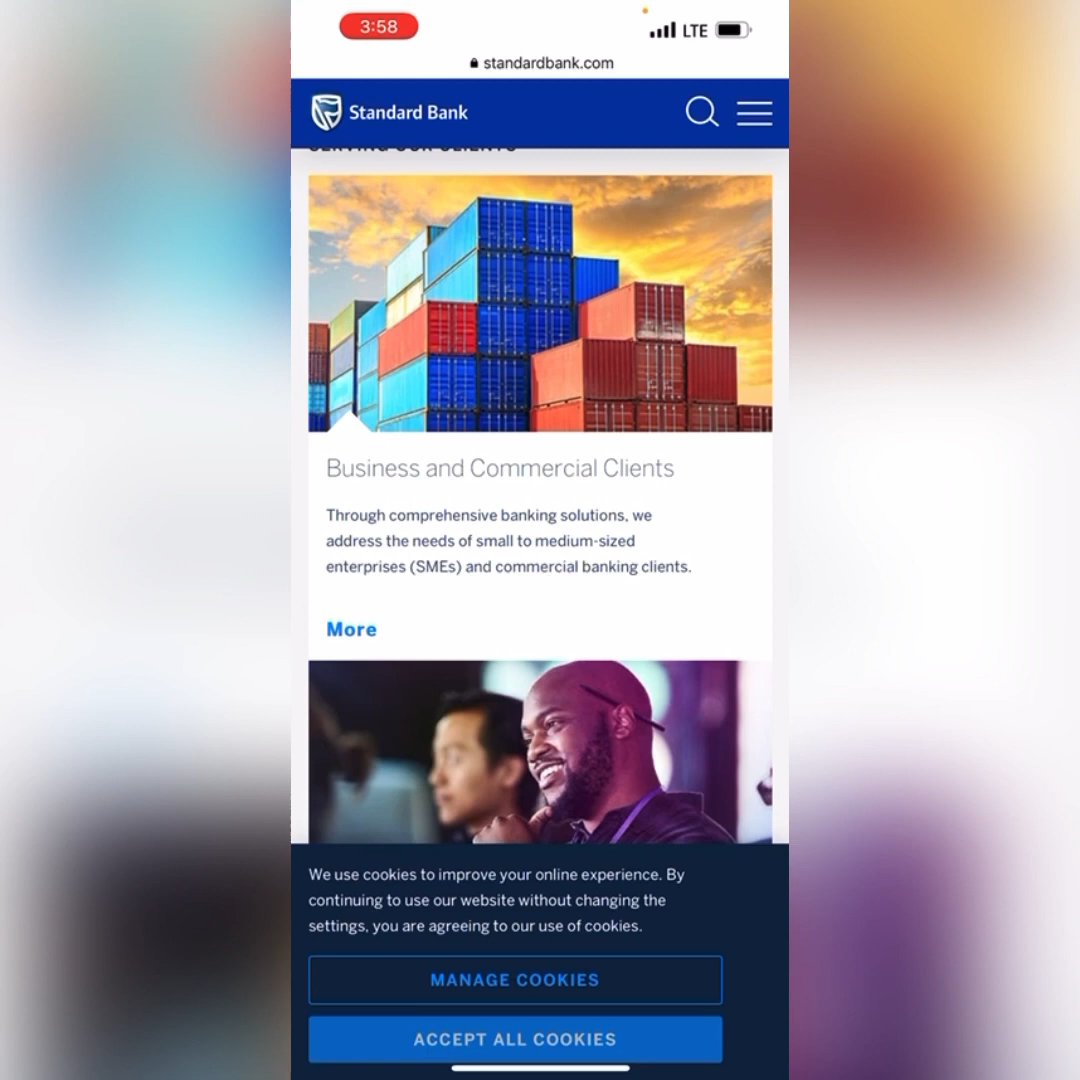 3:58
LTE
standardbank.com
Standard Bank
SERVING OUR CLIENTS
Business and Commercial Clients
Through comprehensive banking solutions, we
address the needs of small to medium-sized
enterprises (SMEs) and commercial banking clients.
More
We use cookies to improve your online experience. By
continuing to use our website without changing the
settings, you are agreeing to our use of cookies.
MANAGE COOKIES
ACCEPT ALL COOKIES